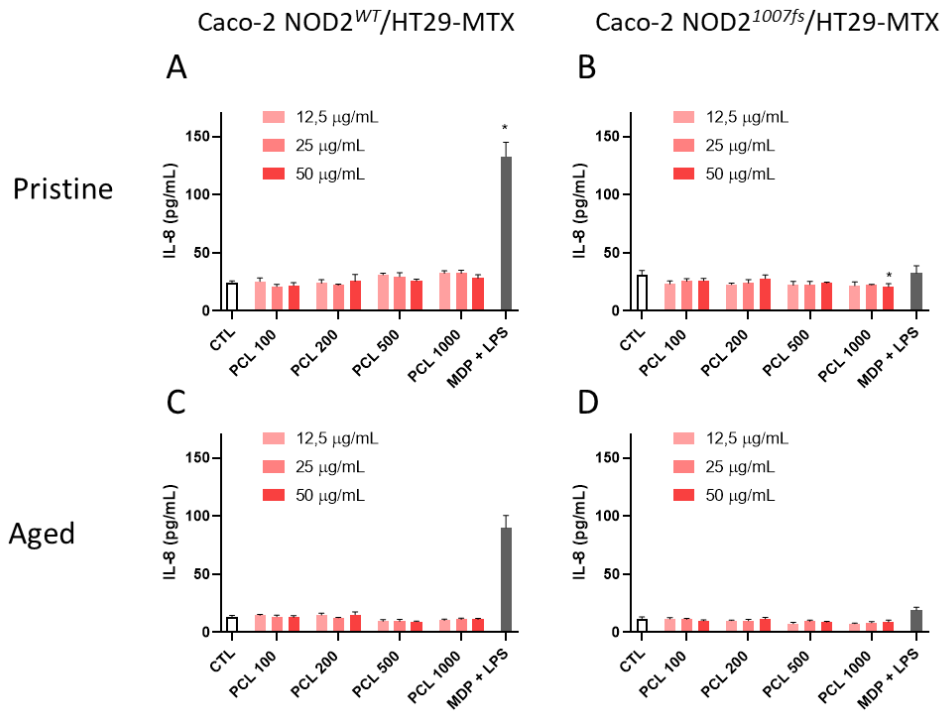 Caco-2 NOD2WT/HT29-MTX
Caco-2 NOD21007fs/HT29-MTX
Pristine
A
IL-8 (pg/mL)
150
100
50
0
12,5 μg/mL
25 μg/mL
50 μg/mL
*
CTL
PCL 100
PCL 200
PCL 500
PCL 1000
MDP + LPS
B
IL-8 (pg/mL)
150
100
50
0
12,5 μg/mL
25 μg/mL
50 μg/mL
*
CTL
PCL 100
PCL 200
PCL 500
PCL 1000
MDP + LPS
Aged
C
IL-8 (pg/mL)
150
100
50
0
12,5 μg/mL
25 μg/mL
50 μg/mL
CTL
PCL 100
PCL 200
PCL 500
PCL 1000
MDP + LPS
D
IL-8 (pg/mL)
150
100
50
0
12,5 μg/mL
25 μg/mL
50 μg/mL
CTL
PCL 100
PCL 200
PCL 500
PCL 1000
MDP + LPS